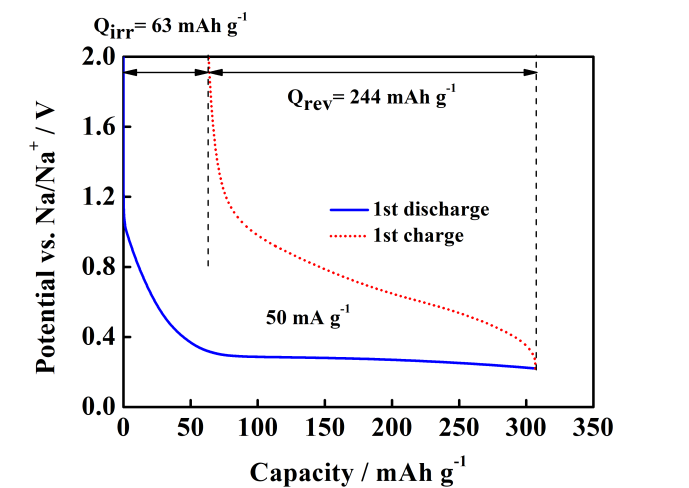 Qirr= 63 mAh g-1
2.0
Qrev= 244 mAh g-1
1.6
1.2
1st discharge
1st charge
0.8
50 mA g-1
0.4
0.0
0 50 100 150 200 250 300 350
Capacity / mAh g-1
Potential vs. Na/Na+ / V